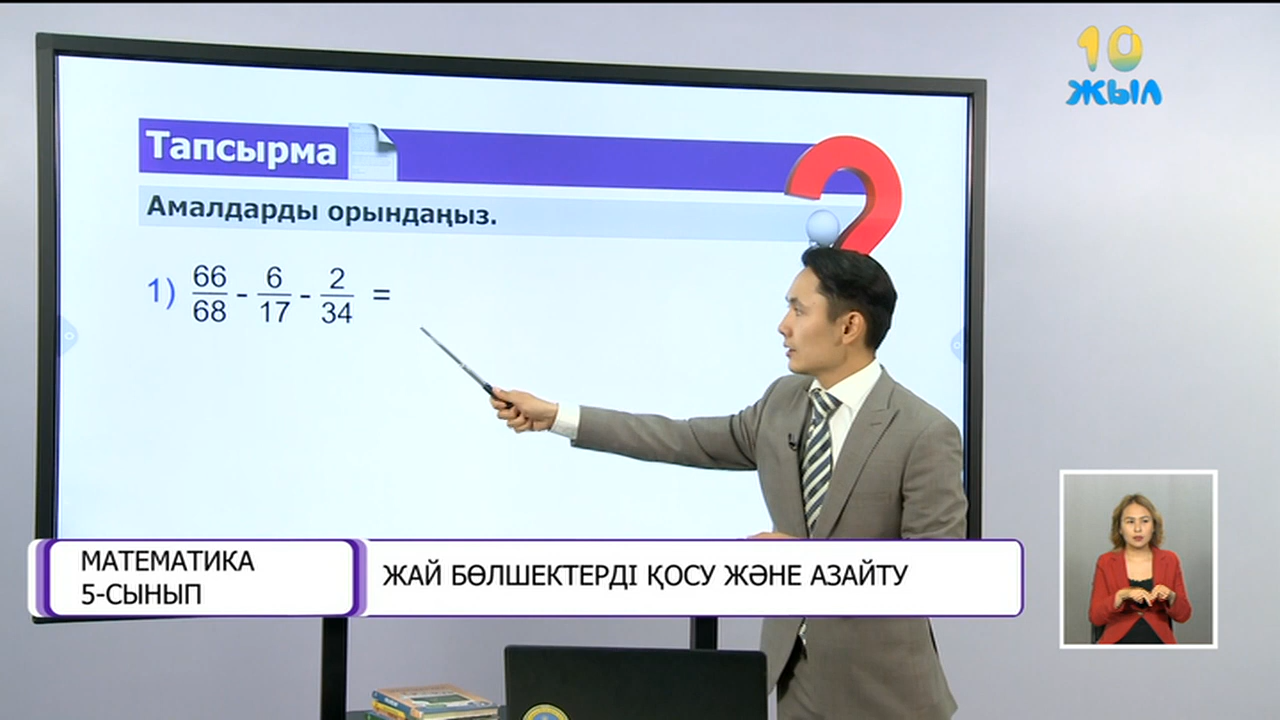 10
ЖЫЛ
Тапсырма
Амалдарды орындаңыз.
1) 66/68 - 6/17 - 2/34 =
МАТЕМАТИКА
5-СЫНЫП
ЖАЙ БӨЛШЕКТЕРДІ ҚОСУ ЖӘНЕ АЗАЙТУ